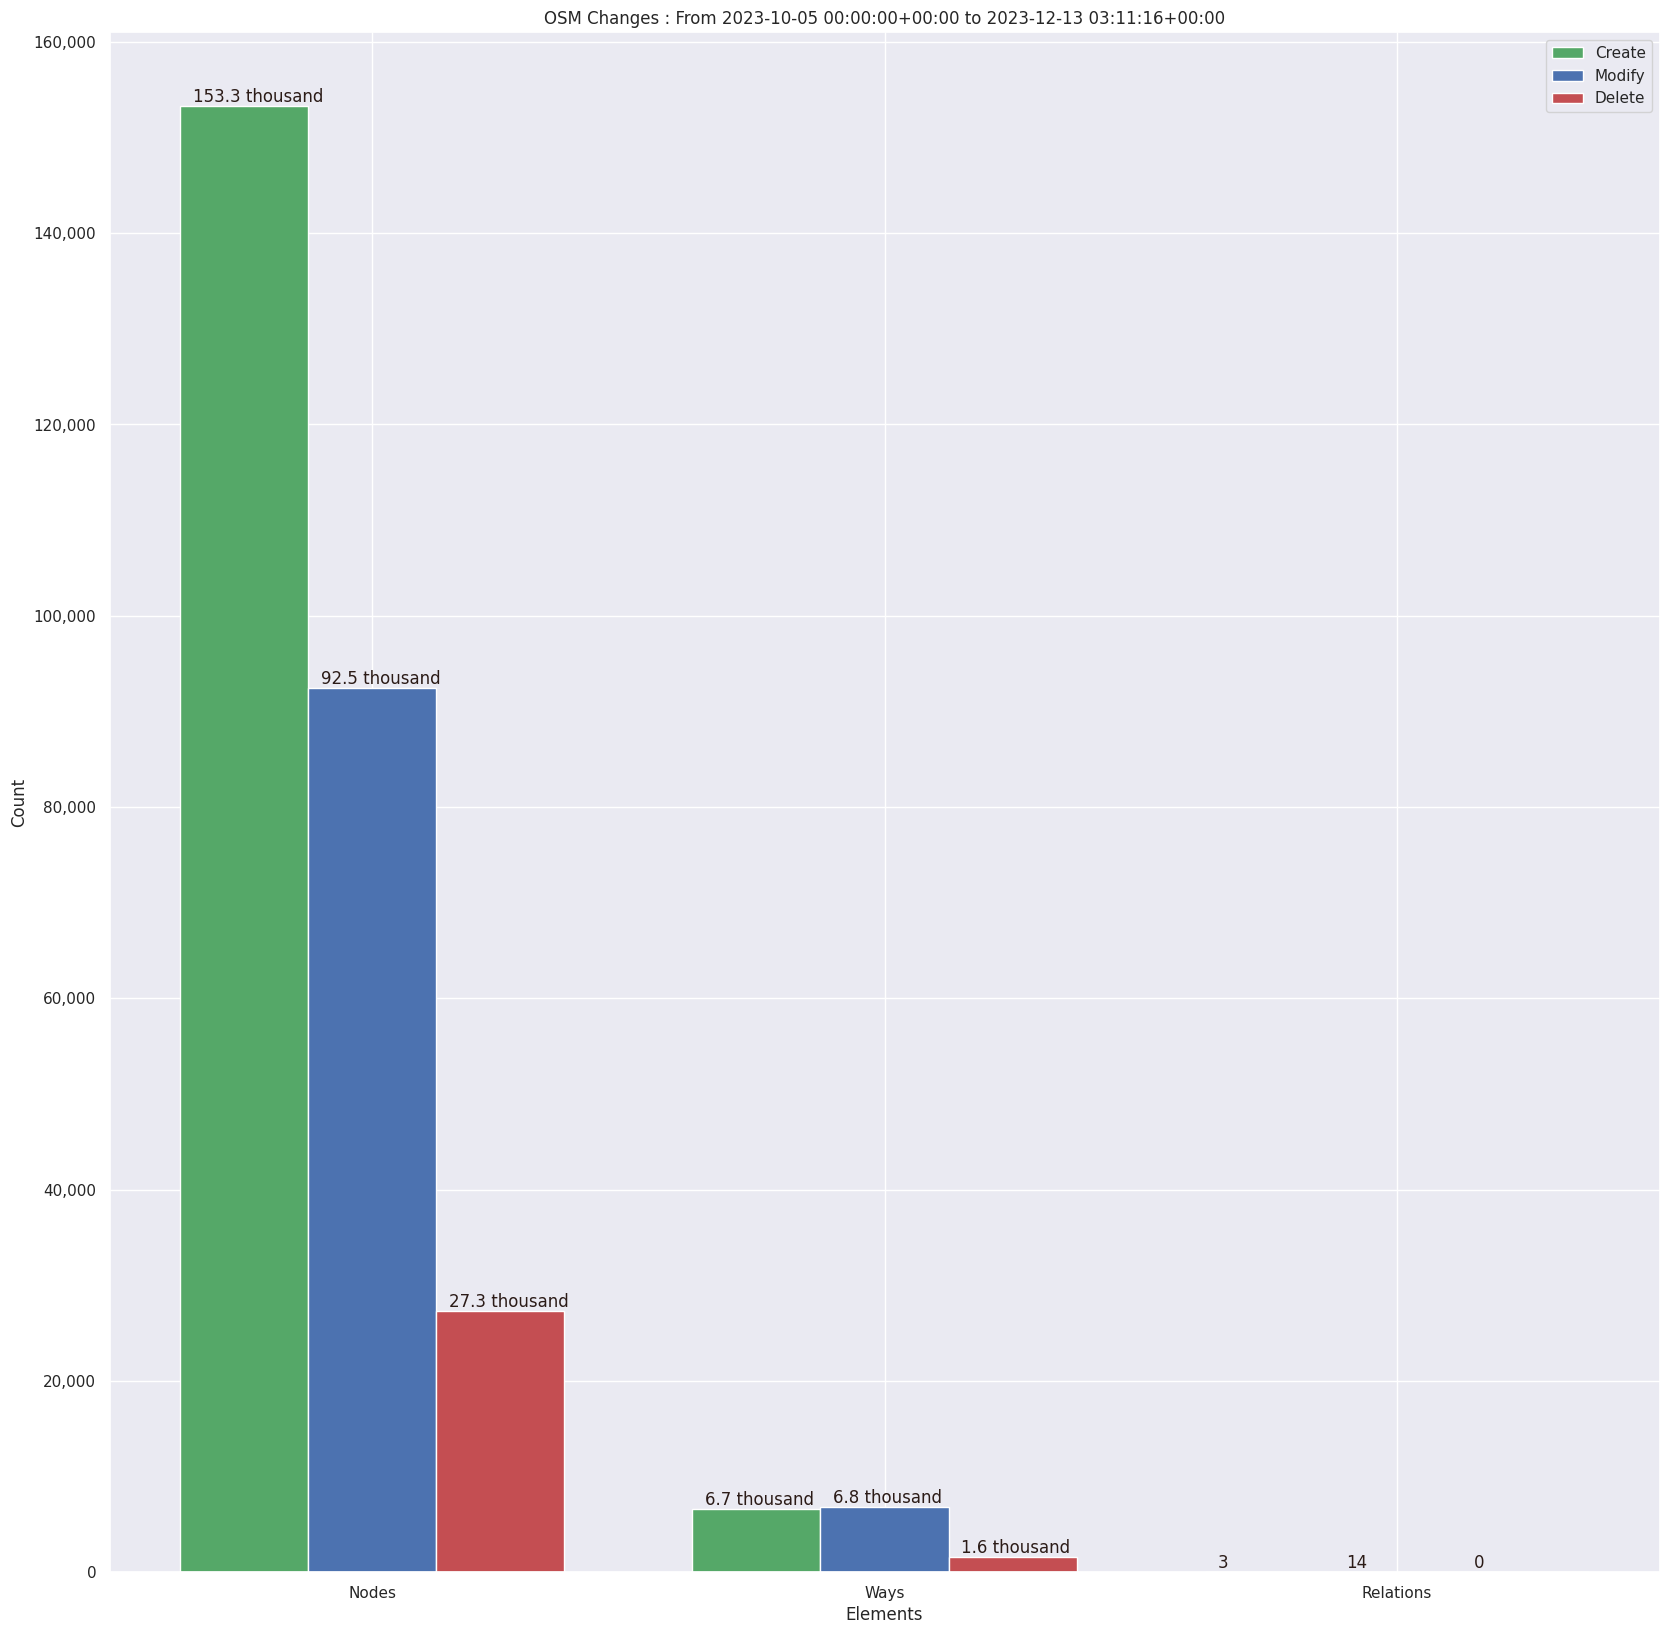 OSM Changes : From 2023-10-05 00:00:00+00:00 to 2023-12-13 03:11:16+00:00
Create
Modify
Delete
160,000
140,000
120,000
100,000
80,000
60,000
40,000
20,000
0
Count
153.3 thousand
92.5 thousand
27.3 thousand
6.7 thousand
6.8 thousand
1.6 thousand
3
14
0
Nodes
Ways
Relations
Elements